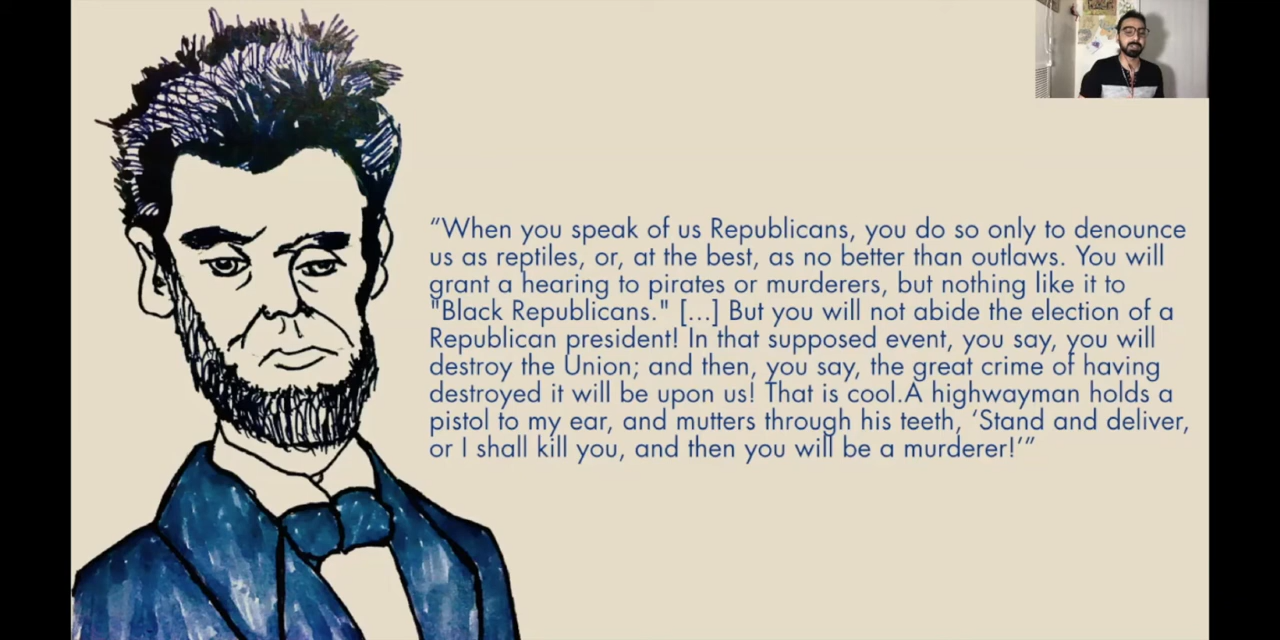 “When you speak of us Republicans, you do so only to denounce
us as reptiles, or, at the best, as no better than outlaws. You will
grant a hearing to pirates or murderers, but nothing like it to
"Black Republicans." [...] But you will not abide the election of a
Republican president! In that supposed event, you say, you will
destroy the Union; and then, you say, the great crime of having
destroyed it will be upon us! That is cool.A highwayman holds a
pistol to my ear, and mutters through his teeth, ‘Stand and deliver,
or I shall kill you, and then you will be a murderer!’”